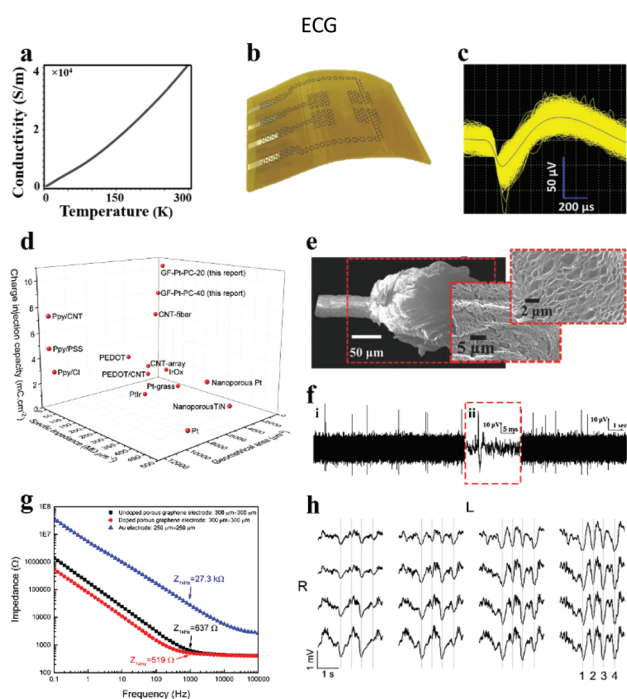 ECG
a
×10⁴
4
2
0
Conductivity (S/m)
0 150 300
Temperature (K)
b
c
50 µV
200 µs
d
Charge injection capacity (mC.cm⁻²)
10
8
6
4
2
0
GF-Pt-PC-20 (this report)
GF-Pt-PC-40 (this report)
CNT-fiber
Ppy/CNT
Ppy/PSS
Ppy/Cl
PEDOT
CNT-array
IrOx
PEDOT/CNT
Pt-grass
PtIr
Nanoporous Pt
NanoporousTiN
Pt
e
50 µm
5 µm
2 µm
f
i
ii
10 µV
5 ms
10 µV
1 sec
g
Undoped porous graphene electrode: 300 µm×300 µm
Doped porous graphene electrode: 300 µm×300 µm
Au electrode: 250 µm×250 µm
1E8
1E7
1000000
100000
10000
1000
100
Impedance (Ω)
Z1kHz=27.3 kΩ
Z1kHz=637 Ω
Z1kHz=519 Ω
0.1 1 10 100 1000 10000 100000
Frequency (Hz)
h
L
R
1 mV
1 s
1 2 3 4